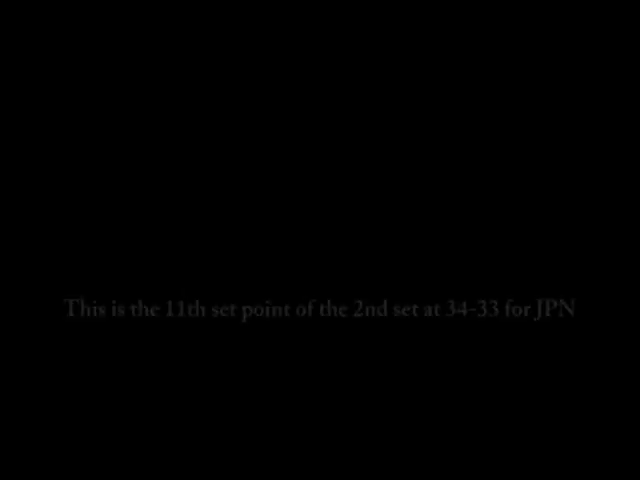 This is the 11th set point of the 2nd set at 34-33 for JPN